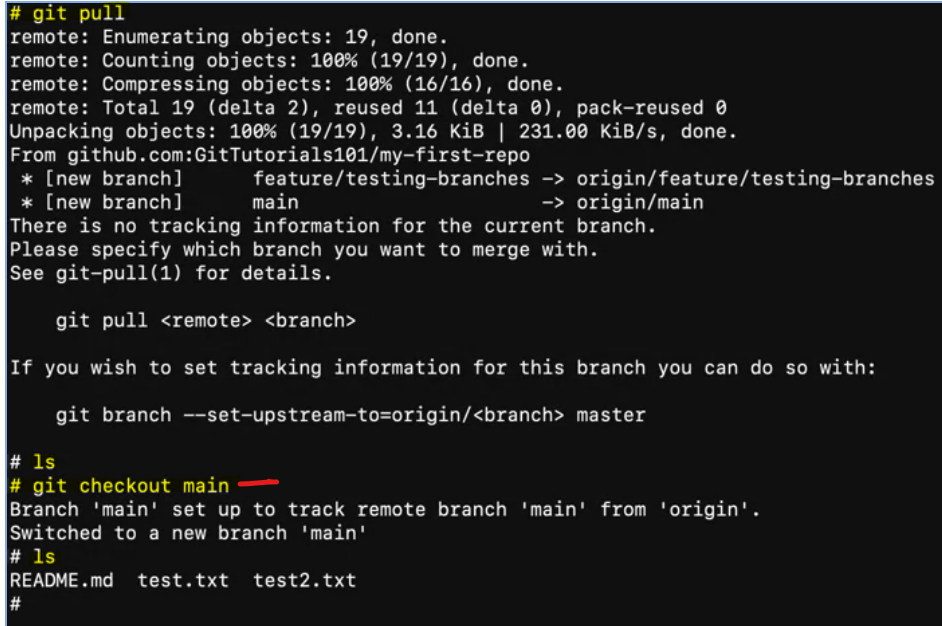 # git pull
remote: Enumerating objects: 19, done.
remote: Counting objects: 100% (19/19), done.
remote: Compressing objects: 100% (16/16), done.
remote: Total 19 (delta 2), reused 11 (delta 0), pack-reused 0
Unpacking objects: 100% (19/19), 3.16 KiB | 231.00 KiB/s, done.
From github.com:GitTutorials101/my-first-repo
 * [new branch]      feature/testing-branches -> origin/feature/testing-branches
 * [new branch]      main                     -> origin/main
There is no tracking information for the current branch.
Please specify which branch you want to merge with.
See git-pull(1) for details.

    git pull <remote> <branch>

If you wish to set tracking information for this branch you can do so with:

    git branch --set-upstream-to=origin/<branch> master

# ls
# git checkout main
Branch 'main' set up to track remote branch 'main' from 'origin'.
Switched to a new branch 'main'
# ls
README.md  test.txt  test2.txt
#